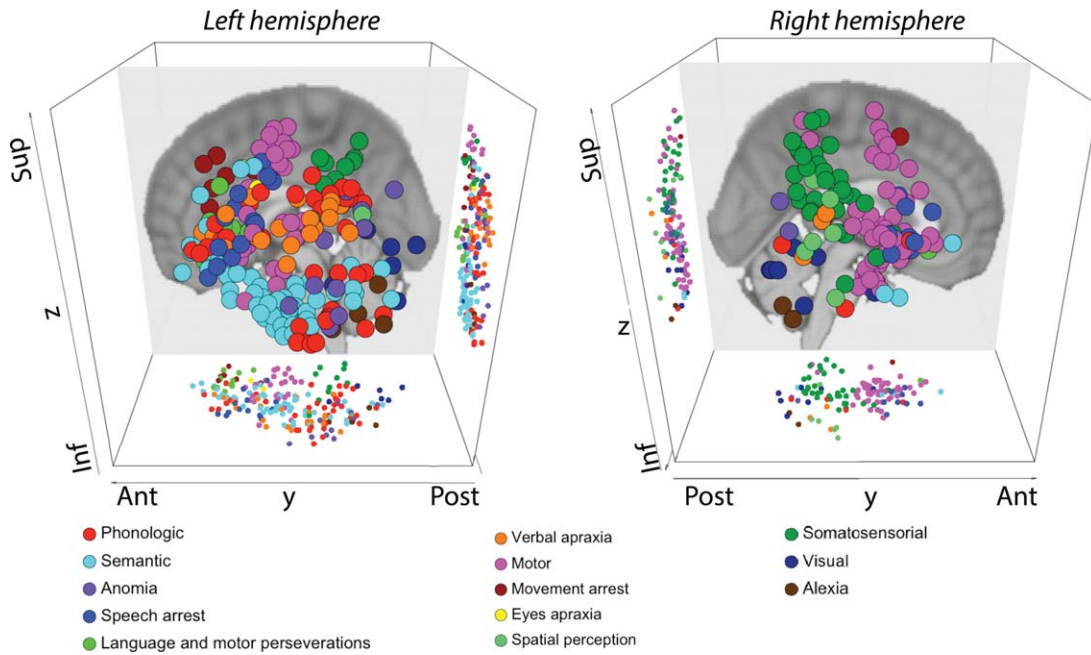 Left hemisphere
Right hemisphere
Sup
z
Inf
Ant y Post
Sup
z
Inf
Post y Ant
Phonologic
Semantic
Anomia
Speech arrest
Language and motor perseverations
Verbal apraxia
Motor
Movement arrest
Eyes apraxia
Spatial perception
Somatosensorial
Visual
Alexia